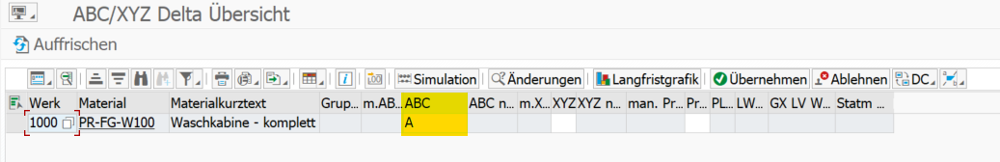 ABC/XYZ Delta Übersicht
Auffrischen
Simulation Änderungen Langfristgrafik Übernehmen Ablehnen DC
Werk Material Materialkurztext Grup... m.AB... ABC ABC n... m.X... XYZ XYZ n... man. Pr... Pr... PL... LW... GX LV W... Statm ...
1000 PR-FG-W100 Waschkabine - komplett A